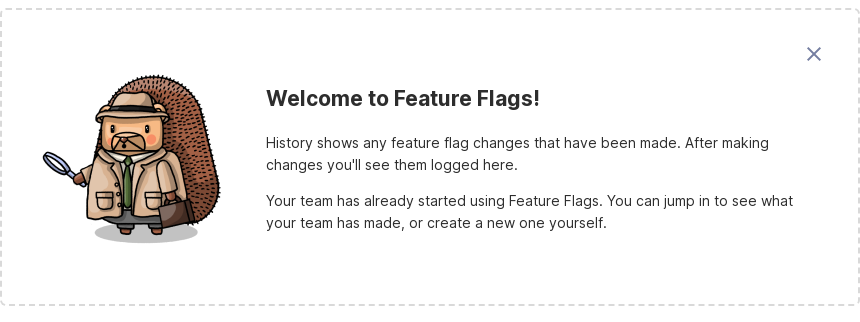 Welcome to Feature Flags!
History shows any feature flag changes that have been made. After making
changes you'll see them logged here.
Your team has already started using Feature Flags. You can jump in to see what
your team has made, or create a new one yourself.